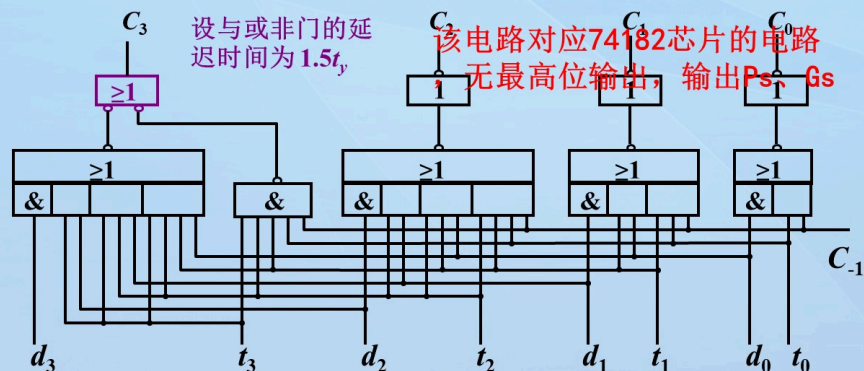 C₃
设与或非门的延
迟时间为1.5tᵧ
C₂
C₁
C₀
该电路对应74182芯片的电路
，无最高位输出，输出Ps、Gs
≥1
1
1
1
≥1
≥1
≥1
≥1
&
&
&
&
&
C₋₁
d₃
t₃
d₂
t₂
d₁
t₁
d₀
t₀